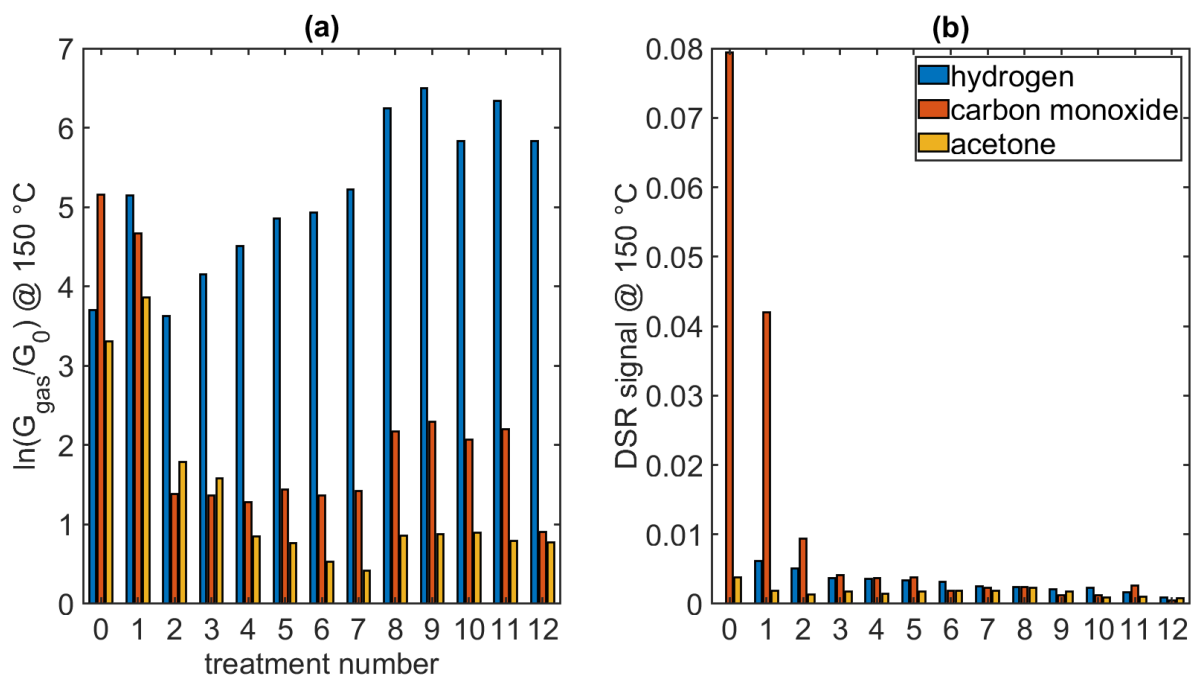 (a)
7
6
5
4
3
2
1
0
ln(G_gas/G_0) @ 150 °C
0 1 2 3 4 5 6 7 8 9 10 11 12
treatment number
(b)
0.08
0.07
0.06
0.05
0.04
0.03
0.02
0.01
0
DSR signal @ 150 °C
hydrogen
carbon monoxide
acetone
0 1 2 3 4 5 6 7 8 9 10 11 12